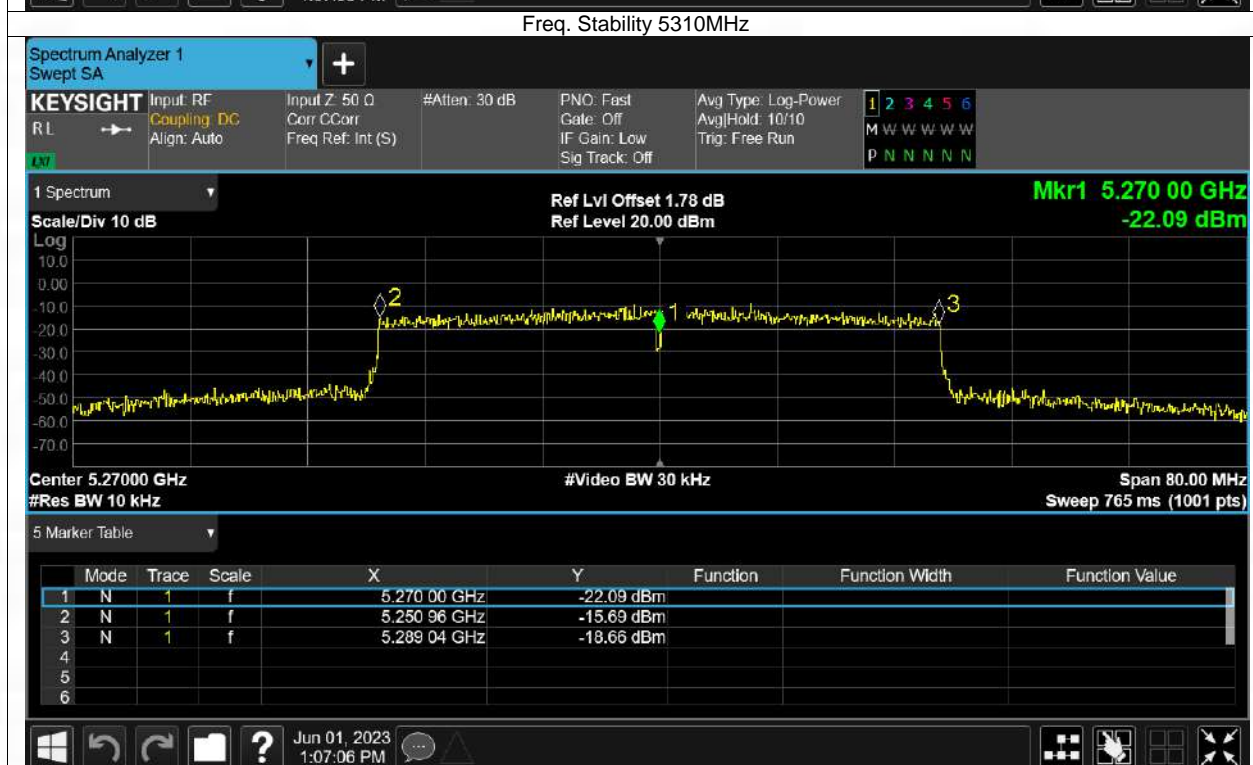 Freq. Stability 5310MHz
Spectrum Analyzer 1
Swept SA
+
KEYSIGHT Input: RF Input Z: 50 Ω #Atten: 30 dB PNO: Fast Avg Type: Log-Power 1 2 3 4 5 6
RL Coupling: DC Corr CCorr Gate: Off Avg|Hold: 10/10 M W W W W W
Align: Auto Freq Ref: Int (S) IF Gain: Low Trig: Free Run
LXI Sig Track: Off P N N N N N
1 Spectrum Ref Lvl Offset 1.78 dB Mkr1 5.270 00 GHz
Scale/Div 10 dB Ref Level 20.00 dBm -22.09 dBm
Log
10.0
0.00
-10.0
-20.0
-30.0
-40.0
-50.0
-60.0
-70.0
2 1 3
Center 5.27000 GHz #Video BW 30 kHz Span 80.00 MHz
#Res BW 10 kHz Sweep 765 ms (1001 pts)
5 Marker Table
Mode Trace Scale X Y Function Function Width Function Value
1 N 1 f 5.270 00 GHz -22.09 dBm
2 N 1 f 5.250 96 GHz -15.69 dBm
3 N 1 f 5.289 04 GHz -18.66 dBm
4
5
6
? Jun 01, 2023
1:07:06 PM